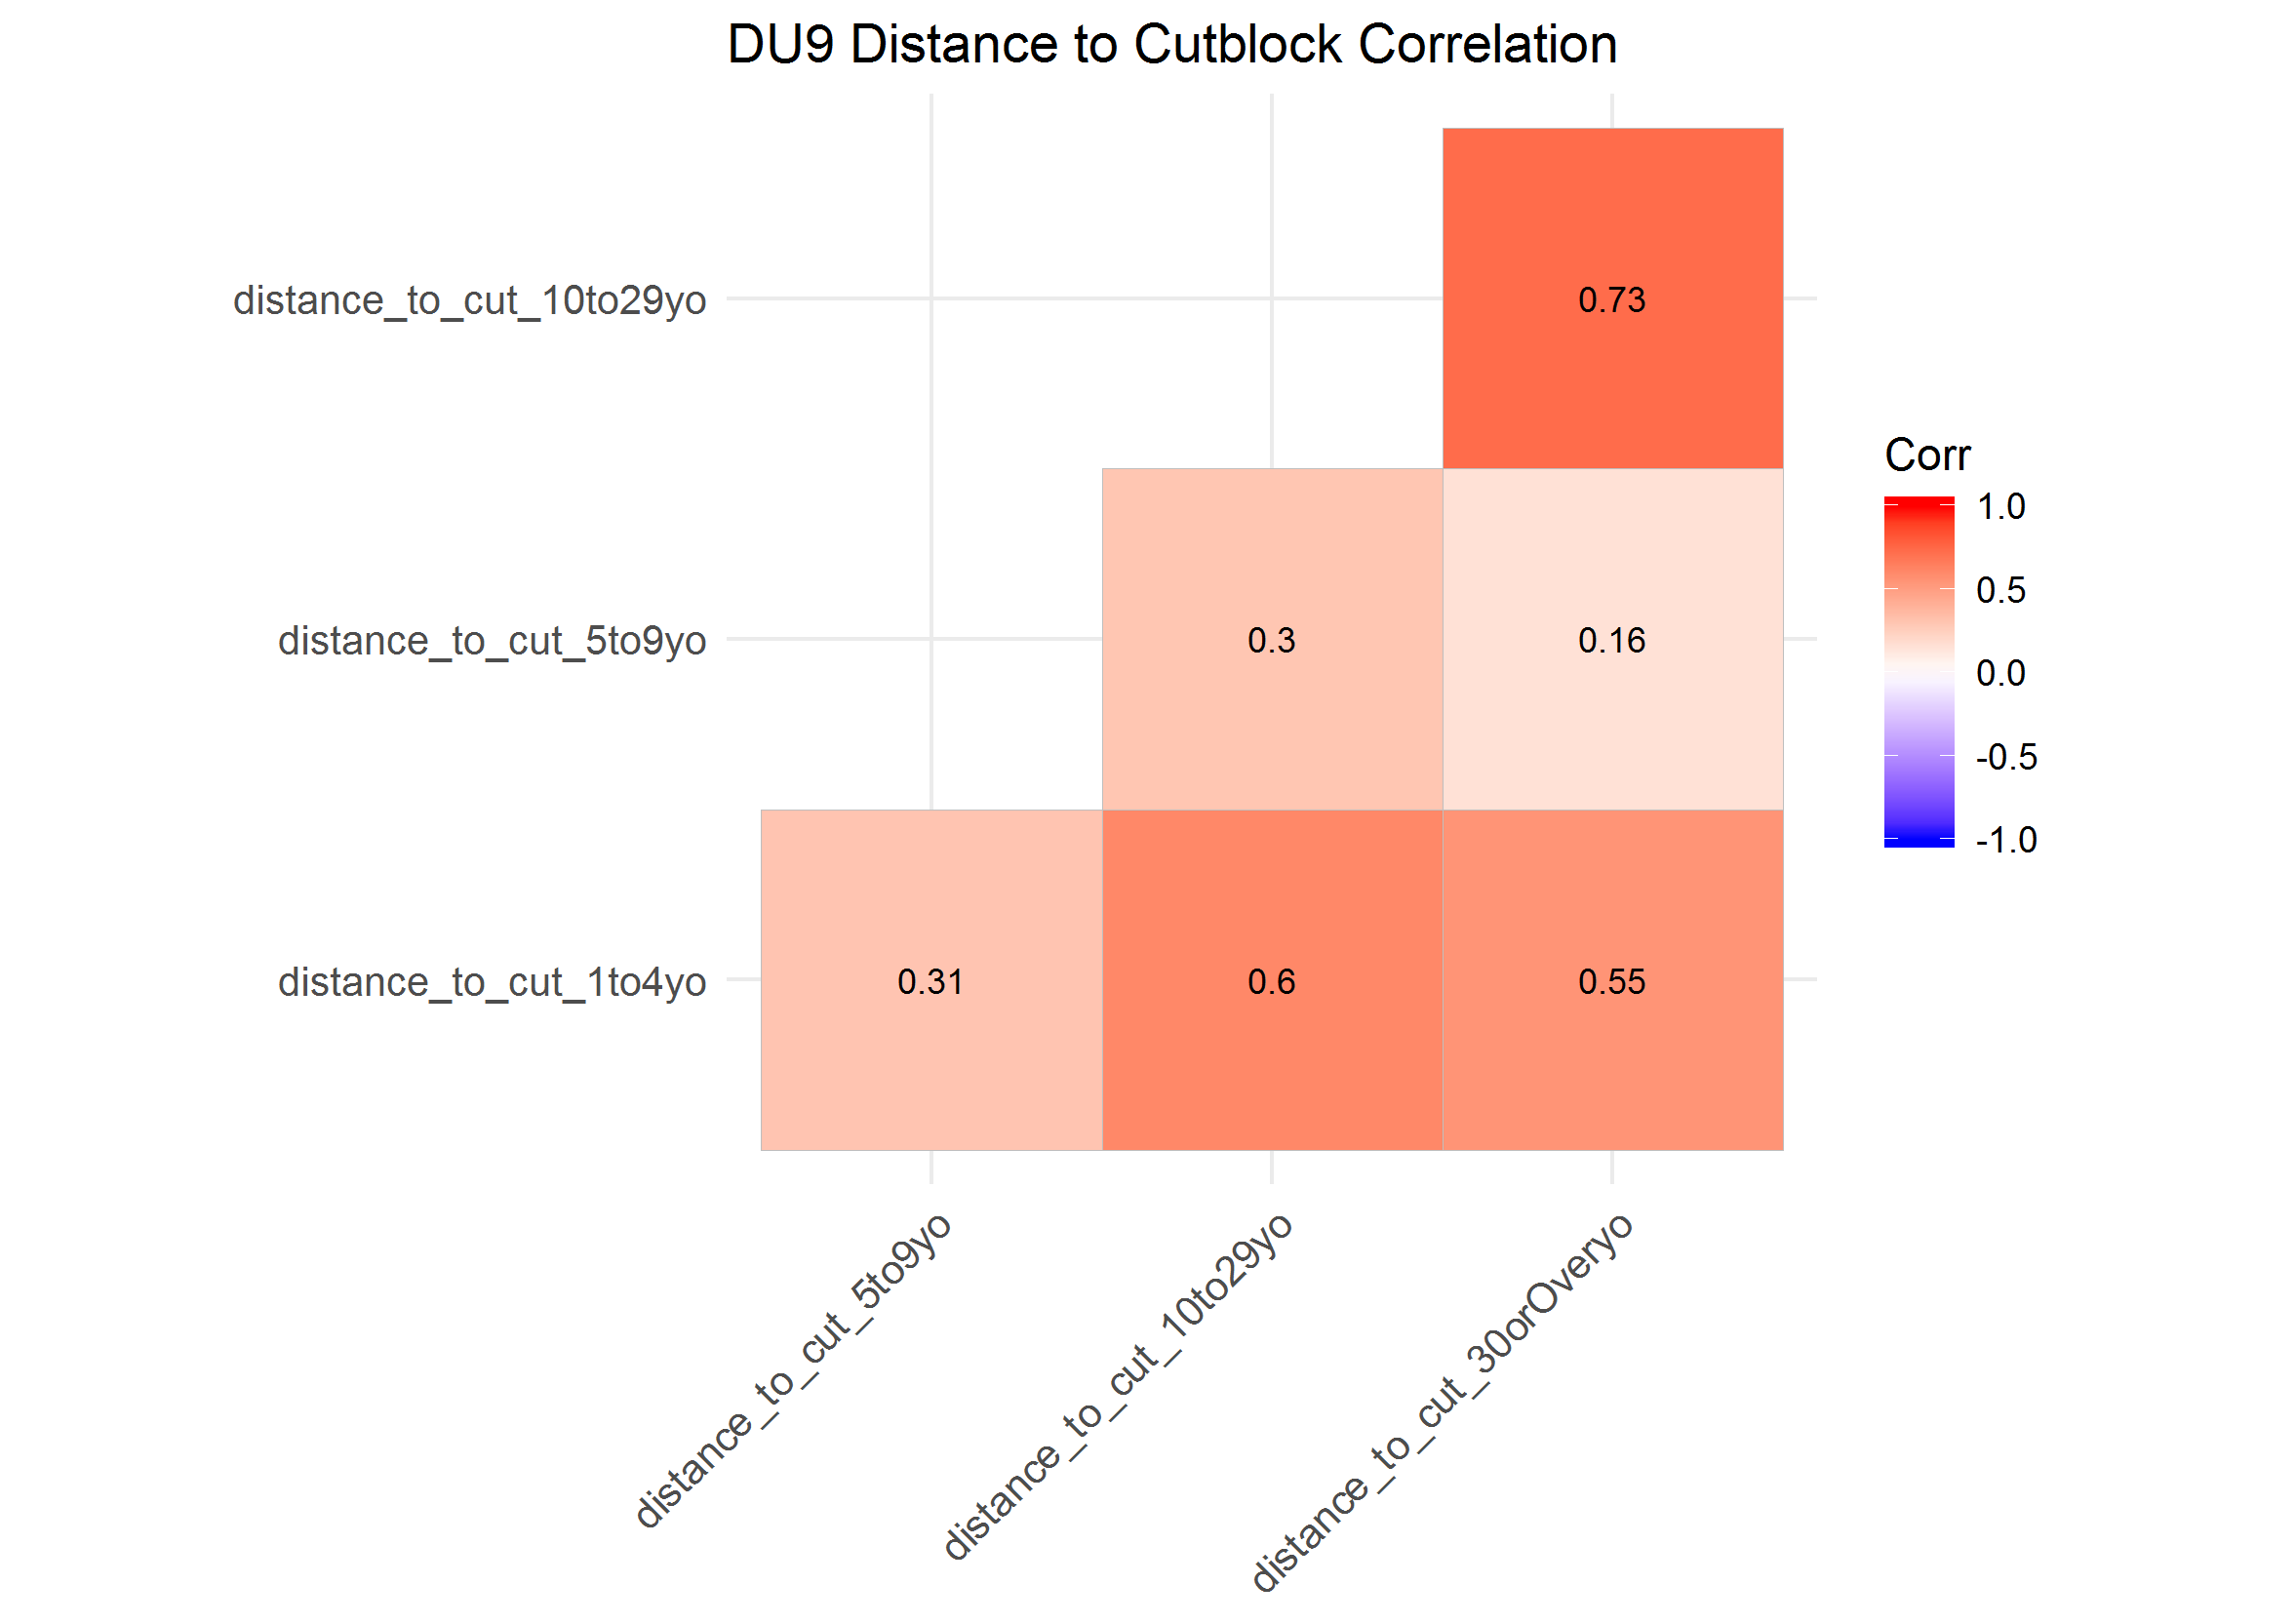 DU9 Distance to Cutblock Correlation
distance_to_cut_10to29yo
0.73
distance_to_cut_5to9yo
0.3
0.16
distance_to_cut_1to4yo
0.31
0.6
0.55
distance_to_cut_5to9yo
distance_to_cut_10to29yo
distance_to_cut_30orOveryo
Corr
1.0
0.5
0.0
-0.5
-1.0